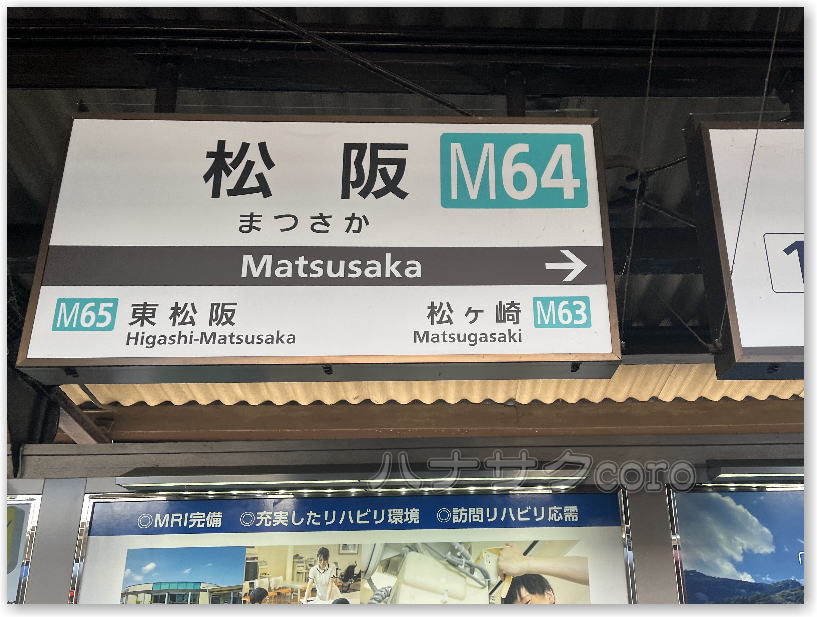 松阪 M64
まつさか
Matsusaka →
M65 東松阪 松ヶ崎 M63
Higashi-Matsusaka Matsugasaki
1
ハナサクcoro
◎MRI完備 ◎充実したリハビリ環境 ◎訪問リハビリ応需